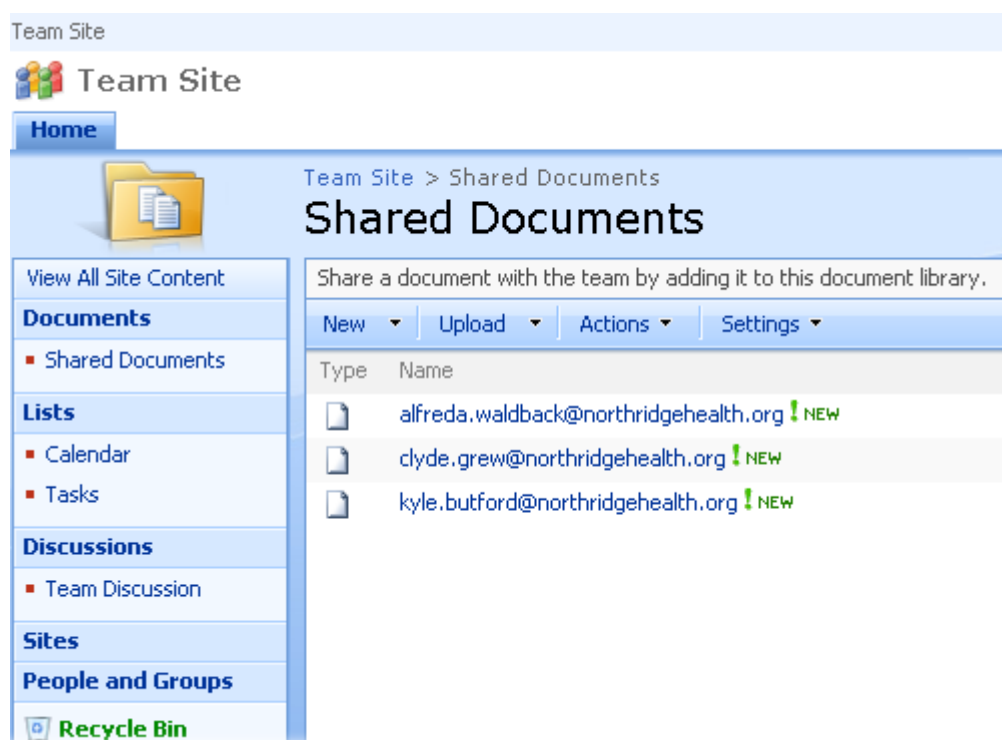 Team Site
Team Site
Home
Team Site > Shared Documents
Shared Documents
View All Site Content
Documents
Shared Documents
Lists
Calendar
Tasks
Discussions
Team Discussion
Sites
People and Groups
Recycle Bin
Share a document with the team by adding it to this document library.
New Upload Actions Settings
Type Name
alfreda.waldback@northridgehealth.org ! NEW
clyde.grew@northridgehealth.org ! NEW
kyle.butford@northridgehealth.org ! NEW